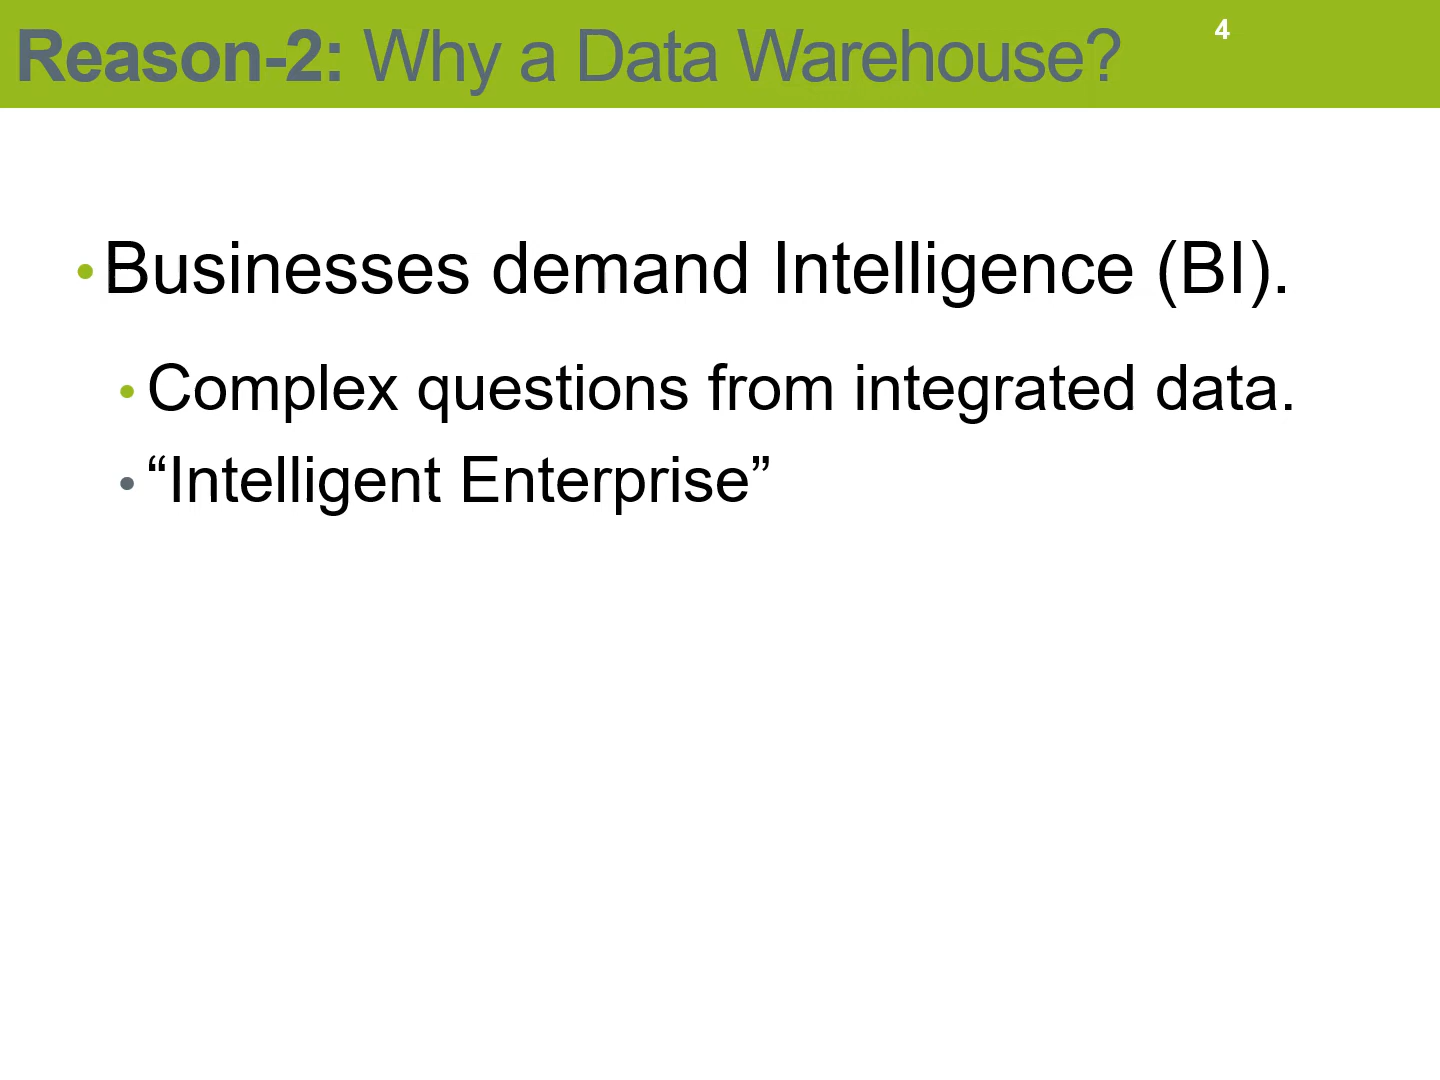 Reason-2: Why a Data Warehouse?
4
•Businesses demand Intelligence (BI).
•Complex questions from integrated data.
•“Intelligent Enterprise”